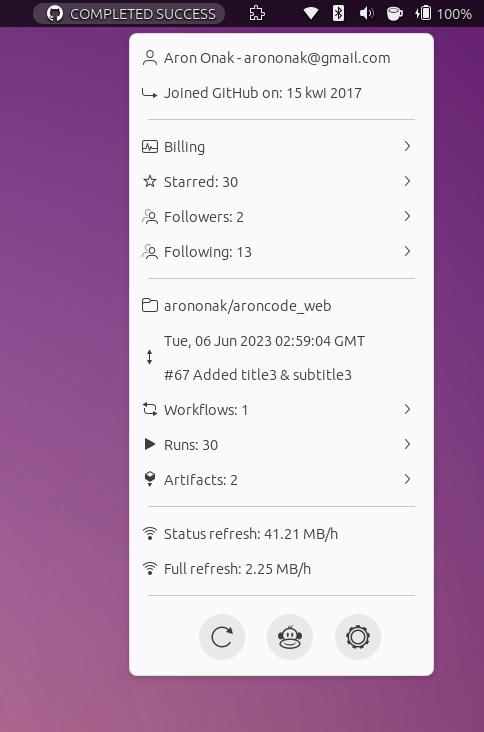 COMPLETED SUCCESS
100%
Aron Onak - arononak@gmail.com
Joined GitHub on: 15 kwi 2017
Billing
Starred: 30
Followers: 2
Following: 13
arononak/aroncode_web
Tue, 06 Jun 2023 02:59:04 GMT
#67 Added title3 & subtitle3
Workflows: 1
Runs: 30
Artifacts: 2
Status refresh: 41.21 MB/h
Full refresh: 2.25 MB/h